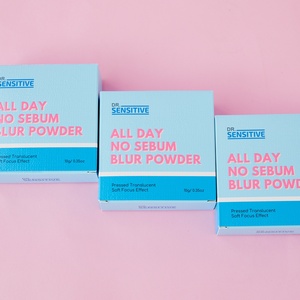 DR.
SENSITIVE
ALL DAY
NO SEBUM
BLUR POWDER
Pressed Translucent
Soft Focus Effect
DR.
SENSITIVE
ALL DAY
NO SEBUM
BLUR POWDER
Pressed Translucent
Soft Focus Effect
DR.
SENSITIVE
ALL DAY
NO SEBUM
BLUR POWD
Pressed Translucent
Soft Focus Effect